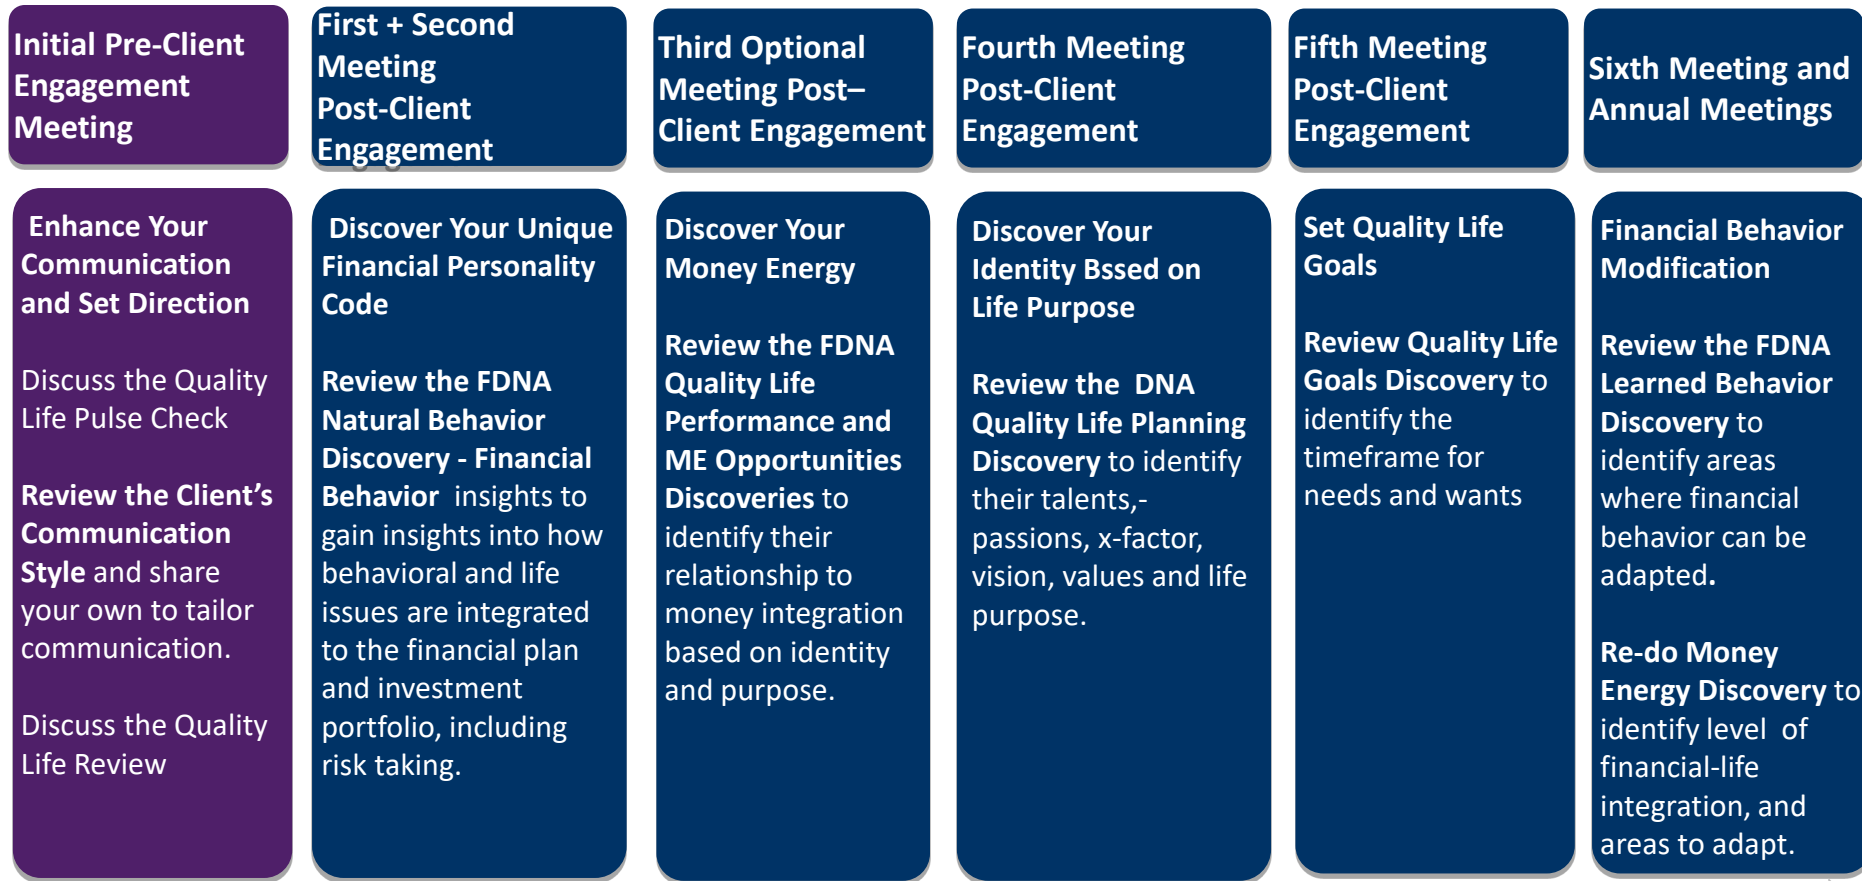 Initial Pre-Client
Engagement
Meeting
First + Second
Meeting
Post-Client
Engagement
Third Optional
Meeting Post–
Client Engagement
Fourth Meeting
Post-Client
Engagement
Fifth Meeting
Post-Client
Engagement
Sixth Meeting and
Annual Meetings
Enhance Your
Communication
and Set Direction
Discuss the Quality
Life Pulse Check
Review the Client’s
Communication
Style and share
your own to tailor
communication.
Discuss the Quality
Life Review
Discover Your Unique
Financial Personality
Code
Review the FDNA
Natural Behavior
Discovery - Financial
Behavior insights to
gain insights into how
behavioral and life
issues are integrated
to the financial plan
and investment
portfolio, including
risk taking.
Discover Your
Money Energy
Review the FDNA
Quality Life
Performance and
ME Opportunities
Discoveries to
identify their
relationship to
money integration
based on identity
and purpose.
Discover Your
Identity Bssed on
Life Purpose
Review the DNA
Quality Life Planning
Discovery to identify
their talents,-
passions, x-factor,
vision, values and life
purpose.
Set Quality Life
Goals
Review Quality Life
Goals Discovery to
identify the
timeframe for
needs and wants
Financial Behavior
Modification
Review the FDNA
Learned Behavior
Discovery to
identify areas
where financial
behavior can be
adapted.
Re-do Money
Energy Discovery to
identify level of
financial-life
integration, and
areas to adapt.